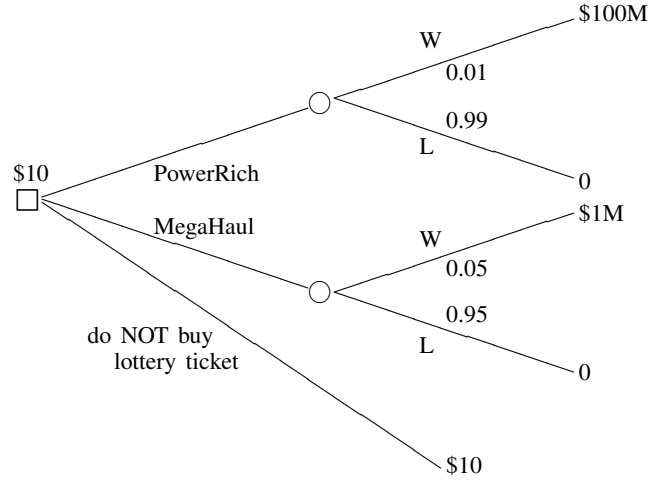 $100M
W
0.01
0.99
L
$10
PowerRich
0
MegaHaul
$1M
W
0.05
0.95
do NOT buy
lottery ticket
L
0
$10